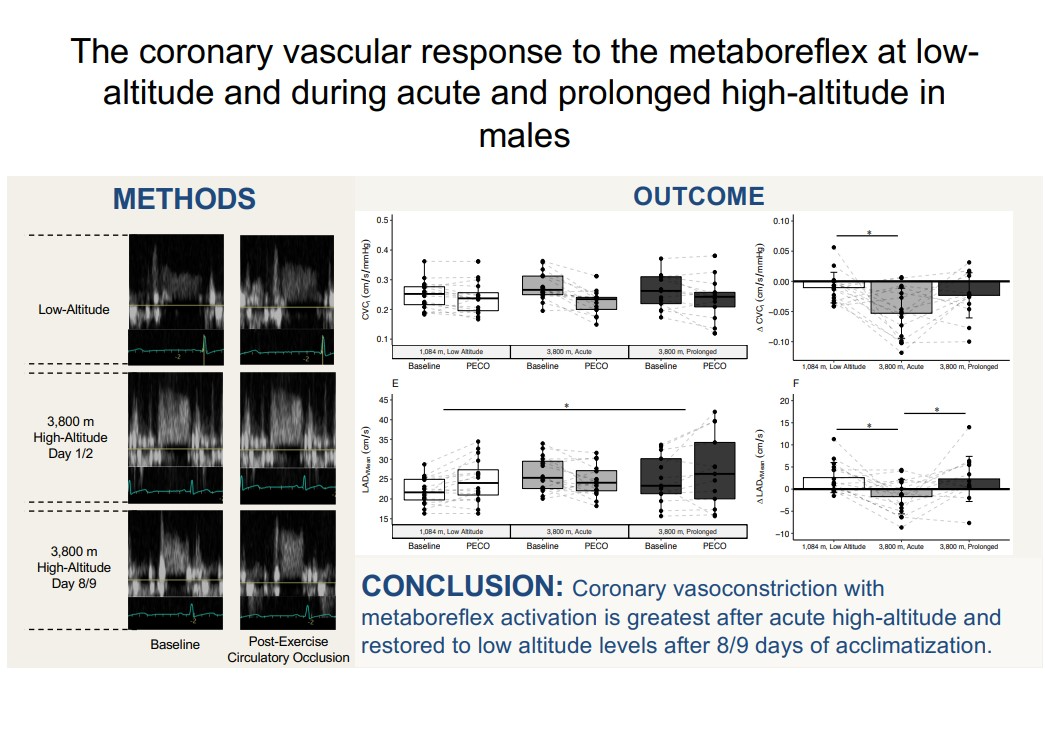 The coronary vascular response to the metaboreflex at low-
altitude and during acute and prolonged high-altitude in
males
METHODS
Low-Altitude
3,800 m
High-Altitude
Day 1/2
3,800 m
High-Altitude
Day 8/9
Baseline
Post-Exercise
Circulatory Occlusion
OUTCOME
CVCi (cm/s/mmHg)
0.5
0.4
0.3
0.2
0.1
1,084 m, Low Altitude
3,800 m, Acute
3,800 m, Prolonged
Baseline PECO Baseline PECO Baseline PECO
Δ CVCi (cm/s/mmHg)
0.10
0.05
0.00
−0.05
−0.10
*
1,084 m, Low Altitude 3,800 m, Acute 3,800 m, Prolonged
E
LADVMean (cm/s)
45
40
35
30
25
20
15
*
1,084 m, Low Altitude
3,800 m, Acute
3,800 m, Prolonged
Baseline PECO Baseline PECO Baseline PECO
F
Δ LADVMean (cm/s)
20
15
10
5
0
−5
−10
*
*
1,084 m, Low Altitude 3,800 m, Acute 3,800 m, Prolonged
CONCLUSION: Coronary vasoconstriction with
metaboreflex activation is greatest after acute high-altitude and
restored to low altitude levels after 8/9 days of acclimatization.